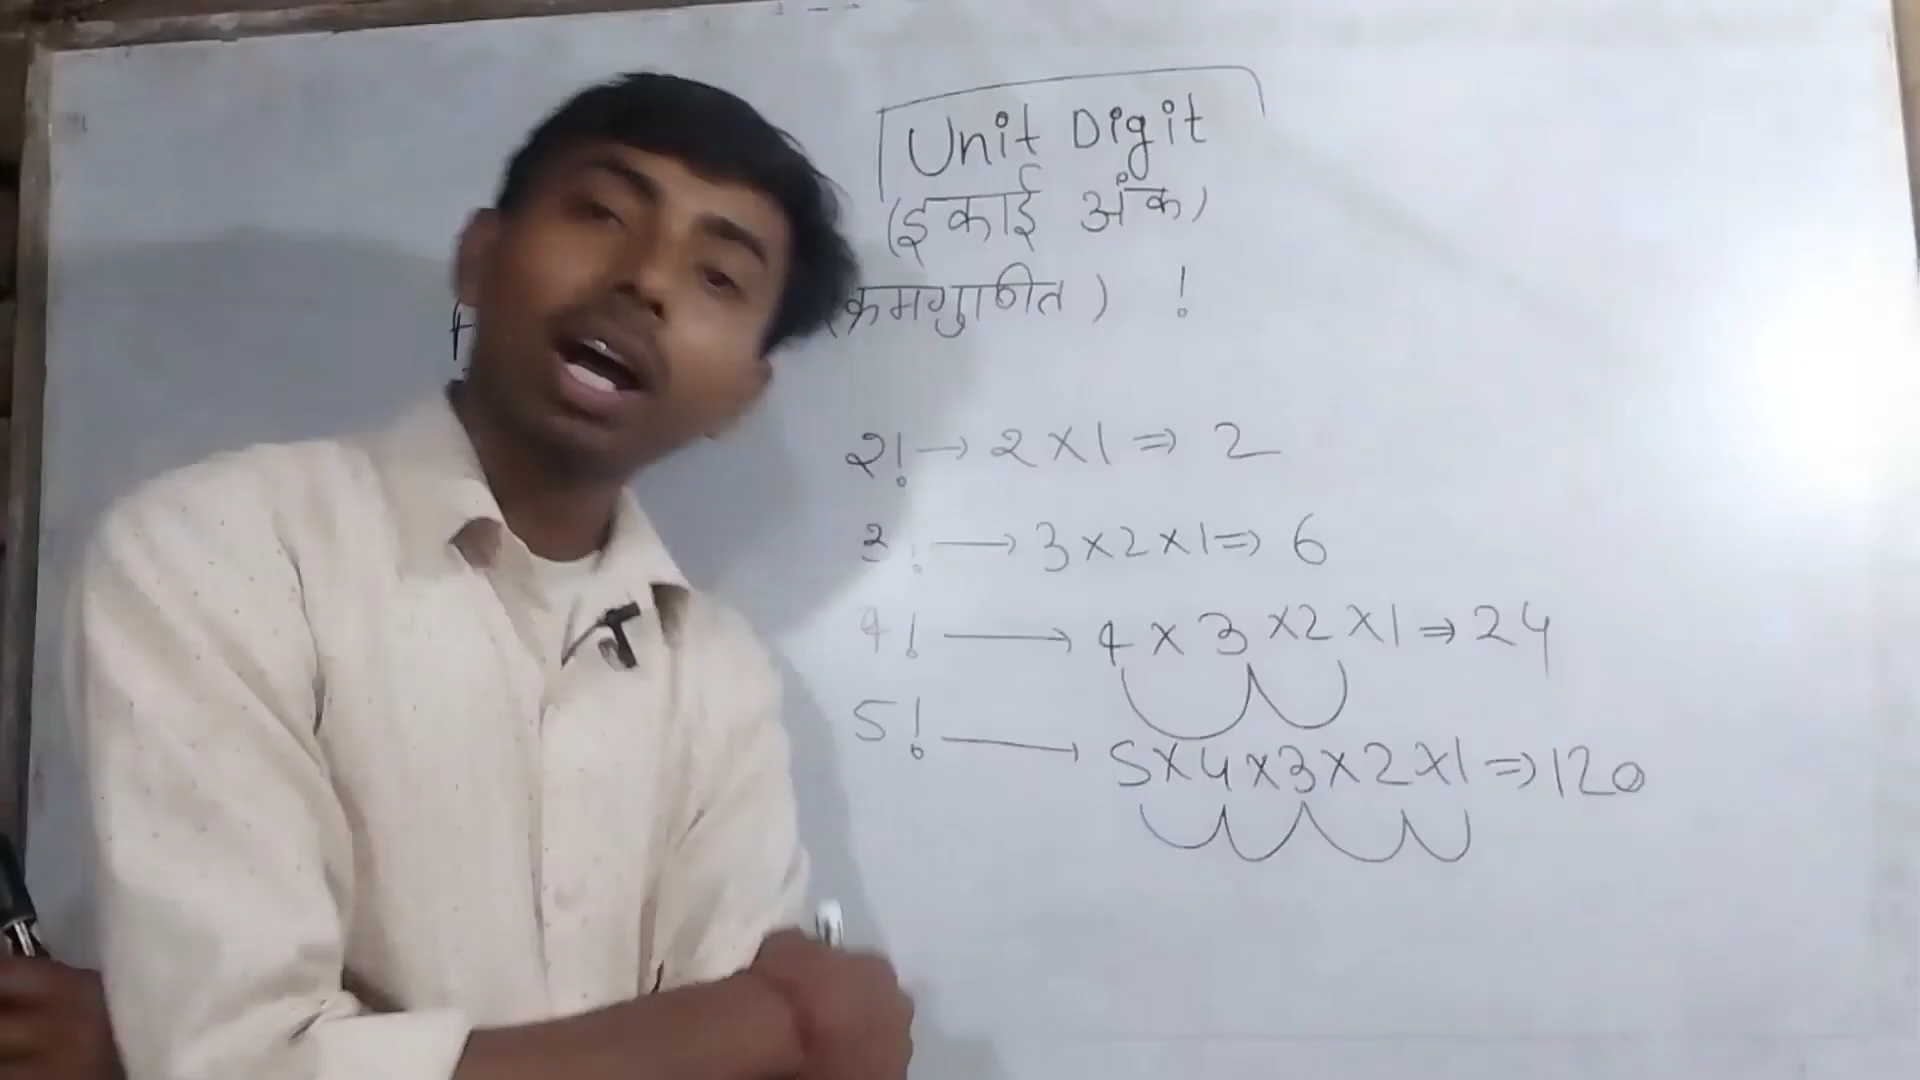 Unit Digit
(इकाई अंक)
(क्रमगुणित) !
2! → 2 × 1 ⇒ 2
3! → 3 × 2 × 1 ⇒ 6
4! → 4 × 3 × 2 × 1 ⇒ 24
5! → 5 × 4 × 3 × 2 × 1 ⇒ 120